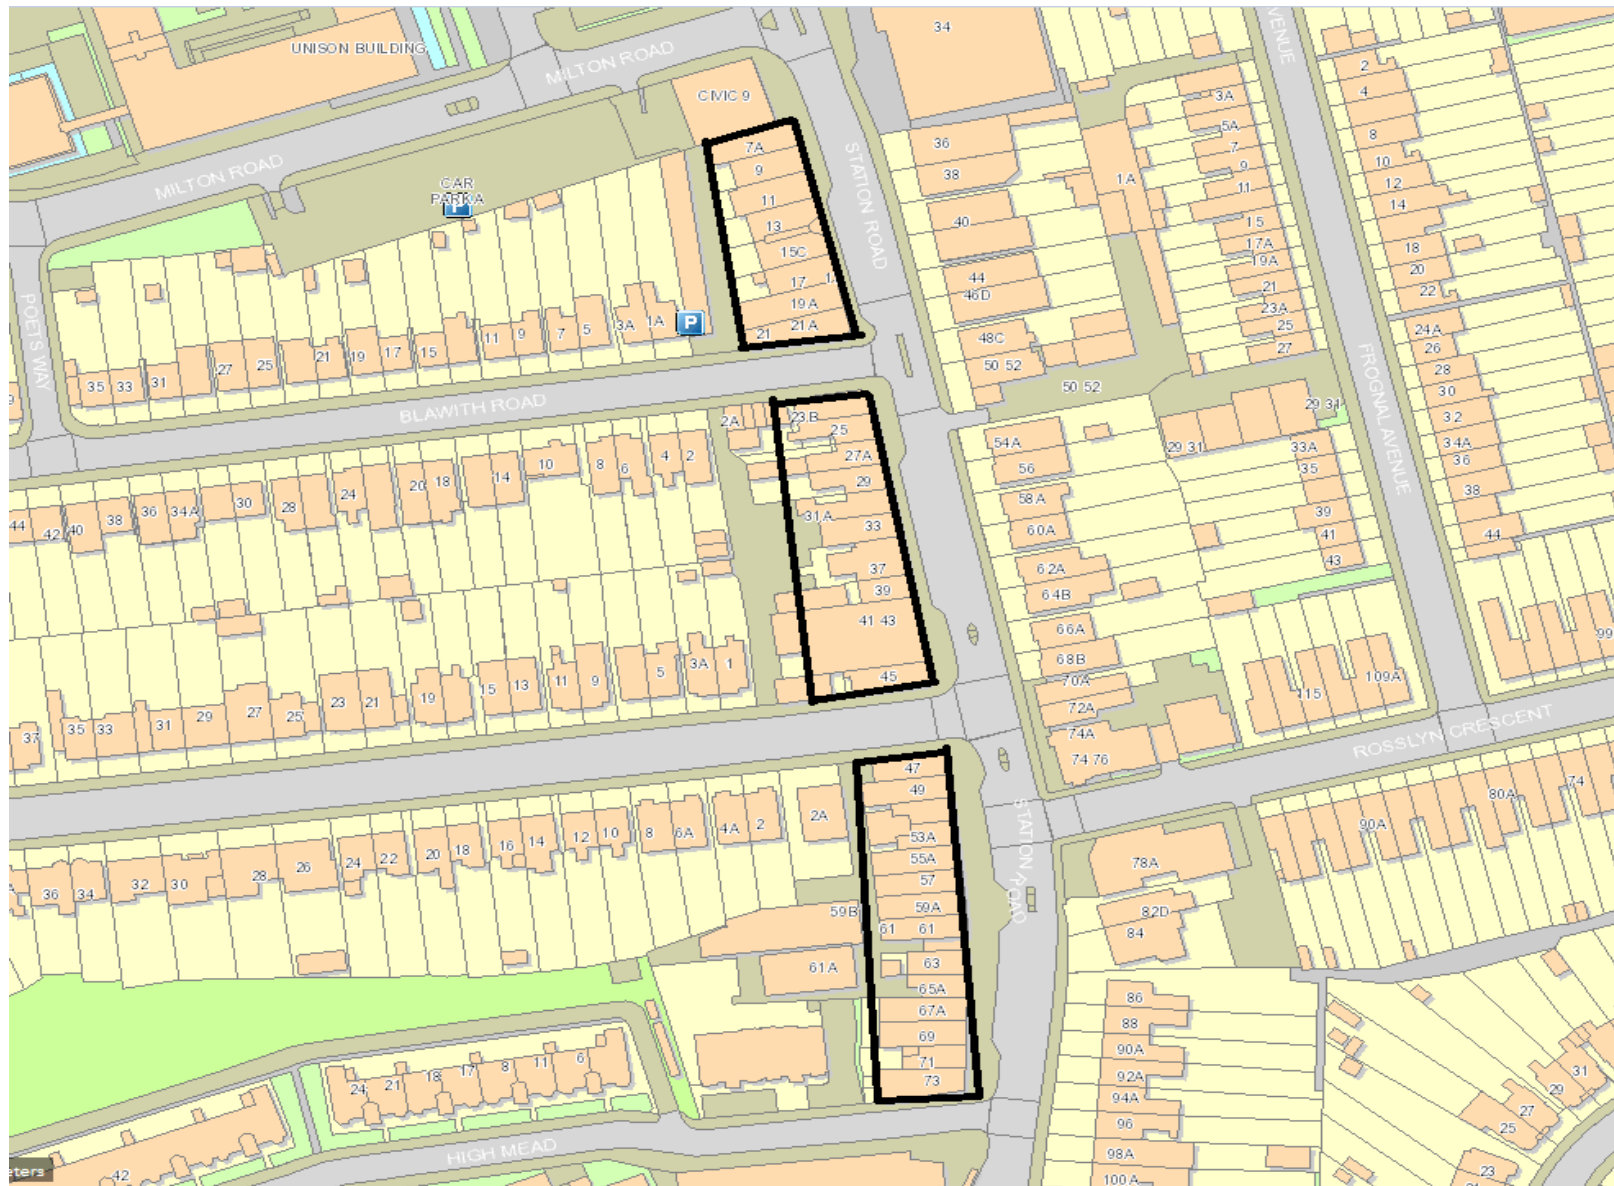 UNISON BUILDING
MILTON ROAD
34
AVENUE
CIVIC 9
MILTON ROAD
CAR
PARKA
P
STATION ROAD
36
38
1A
3A
5A
7
9
11
15
17A
19A
21
23A
25
27
2
4
8
10
12
14
18
20
22
24A
26
28
30
32
34A
36
38
44
7A
9
11
13
15C
17
19A
21
21A
40
44
46D
48C
50 52
50 52
POETS WAY
35
33
31
27
25
21
19
17
15
11
9
7
5
3A
1A
P
BLAWITH ROAD
FROGNAL AVENUE
2A
23.B
25
27A
29
31A
33
37
39
41 43
45
54A
56
58A
60A
62A
64B
66A
68B
70A
72A
74A
74 76
29 31
29 31
33A
35
39
41
43
44
42
40
38
36
34A
30
28
24
20
18
14
10
8
6
4
2
99
115
109A
ROSSLYN CRESCENT
37
35
33
31
29
27
25
23
21
19
15
13
11
9
5
3A
1
47
49
53A
55A
57
59A
61
61
63
65A
67A
69
71
73
STATION ROAD
74
80A
90A
78A
82D
84
36
34
32
30
28
26
24
22
20
18
16
14
12
10
8
6A
4A
2
2A
59B
61A
86
88
90A
92A
94A
96
98A
100A
24
21
18
17
8
11
6
HIGH MEAD
42
eters
31
29
27
25
23